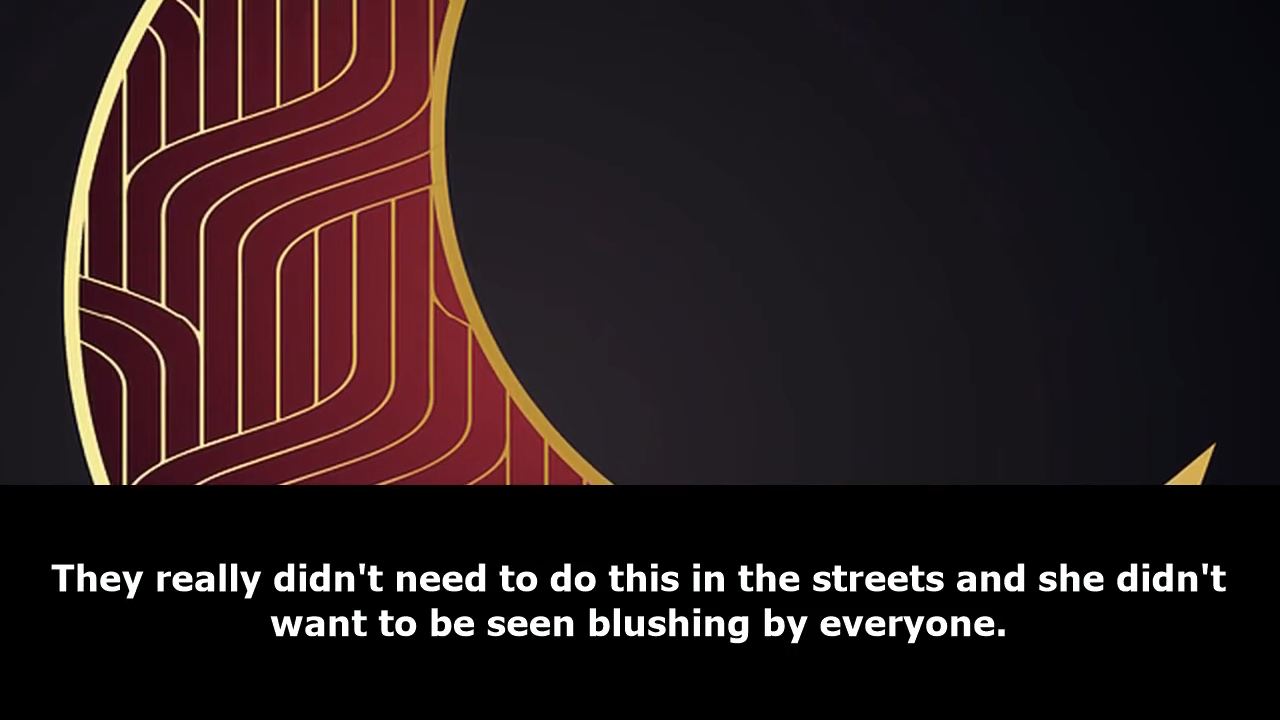 They really didn't need to do this in the streets and she didn't
want to be seen blushing by everyone.